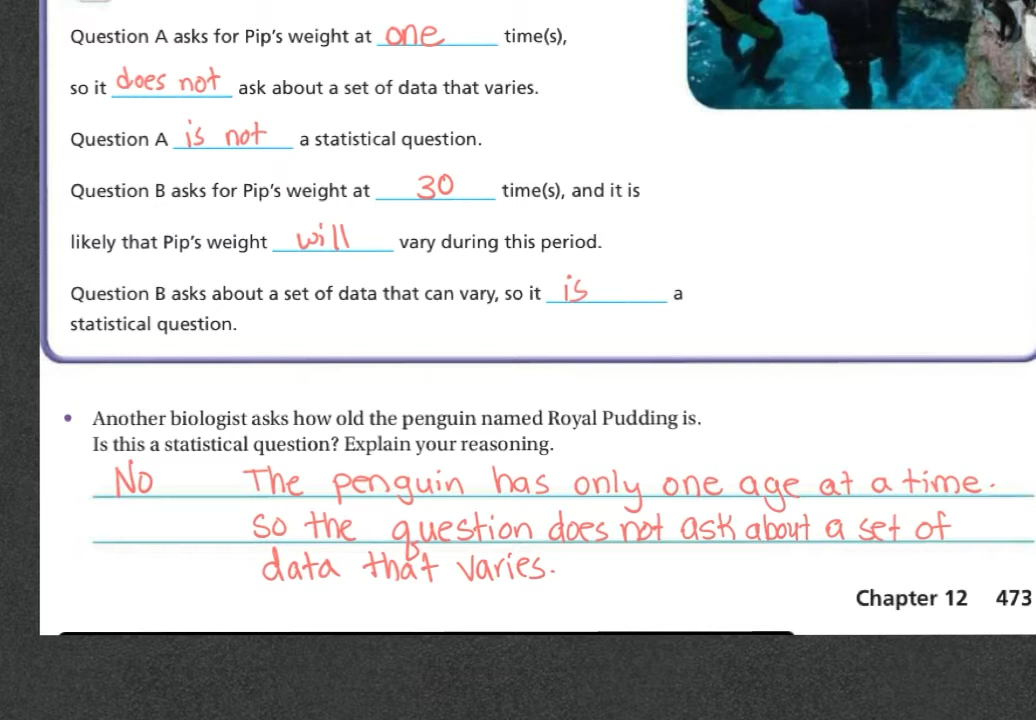 Question A asks for Pip's weight at one time(s),
so it does not ask about a set of data that varies.
Question A is not a statistical question.
Question B asks for Pip's weight at 30 time(s), and it is
likely that Pip's weight will vary during this period.
Question B asks about a set of data that can vary, so it is a
statistical question.
• Another biologist asks how old the penguin named Royal Pudding is.
Is this a statistical question? Explain your reasoning.
No The penguin has only one age at a time.
So the question does not ask about a set of
data that varies.
Chapter 12 473